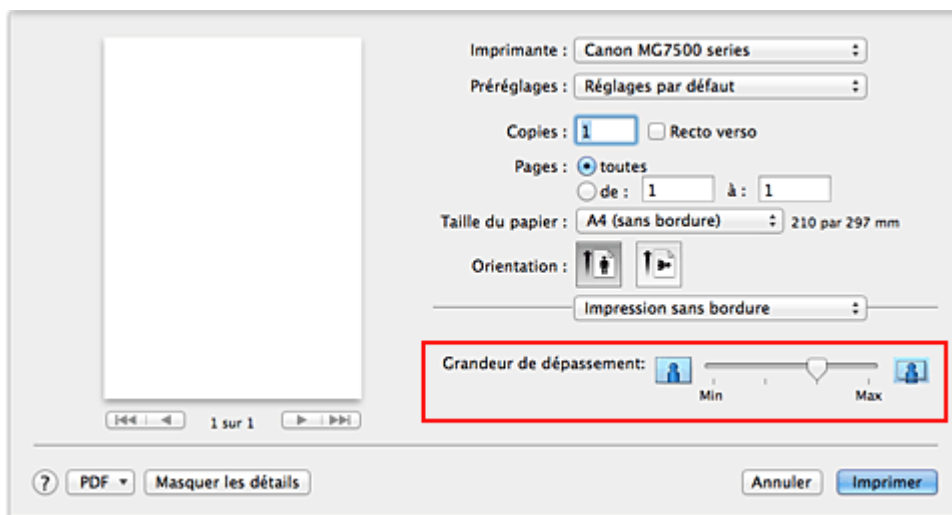 Imprimante : Canon MG7500 series
Préréglages : Réglages par défaut
Copies : 1 Recto verso
Pages : toutes
de : 1 à : 1
Taille du papier : A4 (sans bordure) 210 par 297 mm
Orientation :
Impression sans bordure
Grandeur de dépassement:
Min Max
1 sur 1
? PDF Masquer les détails Annuler Imprimer